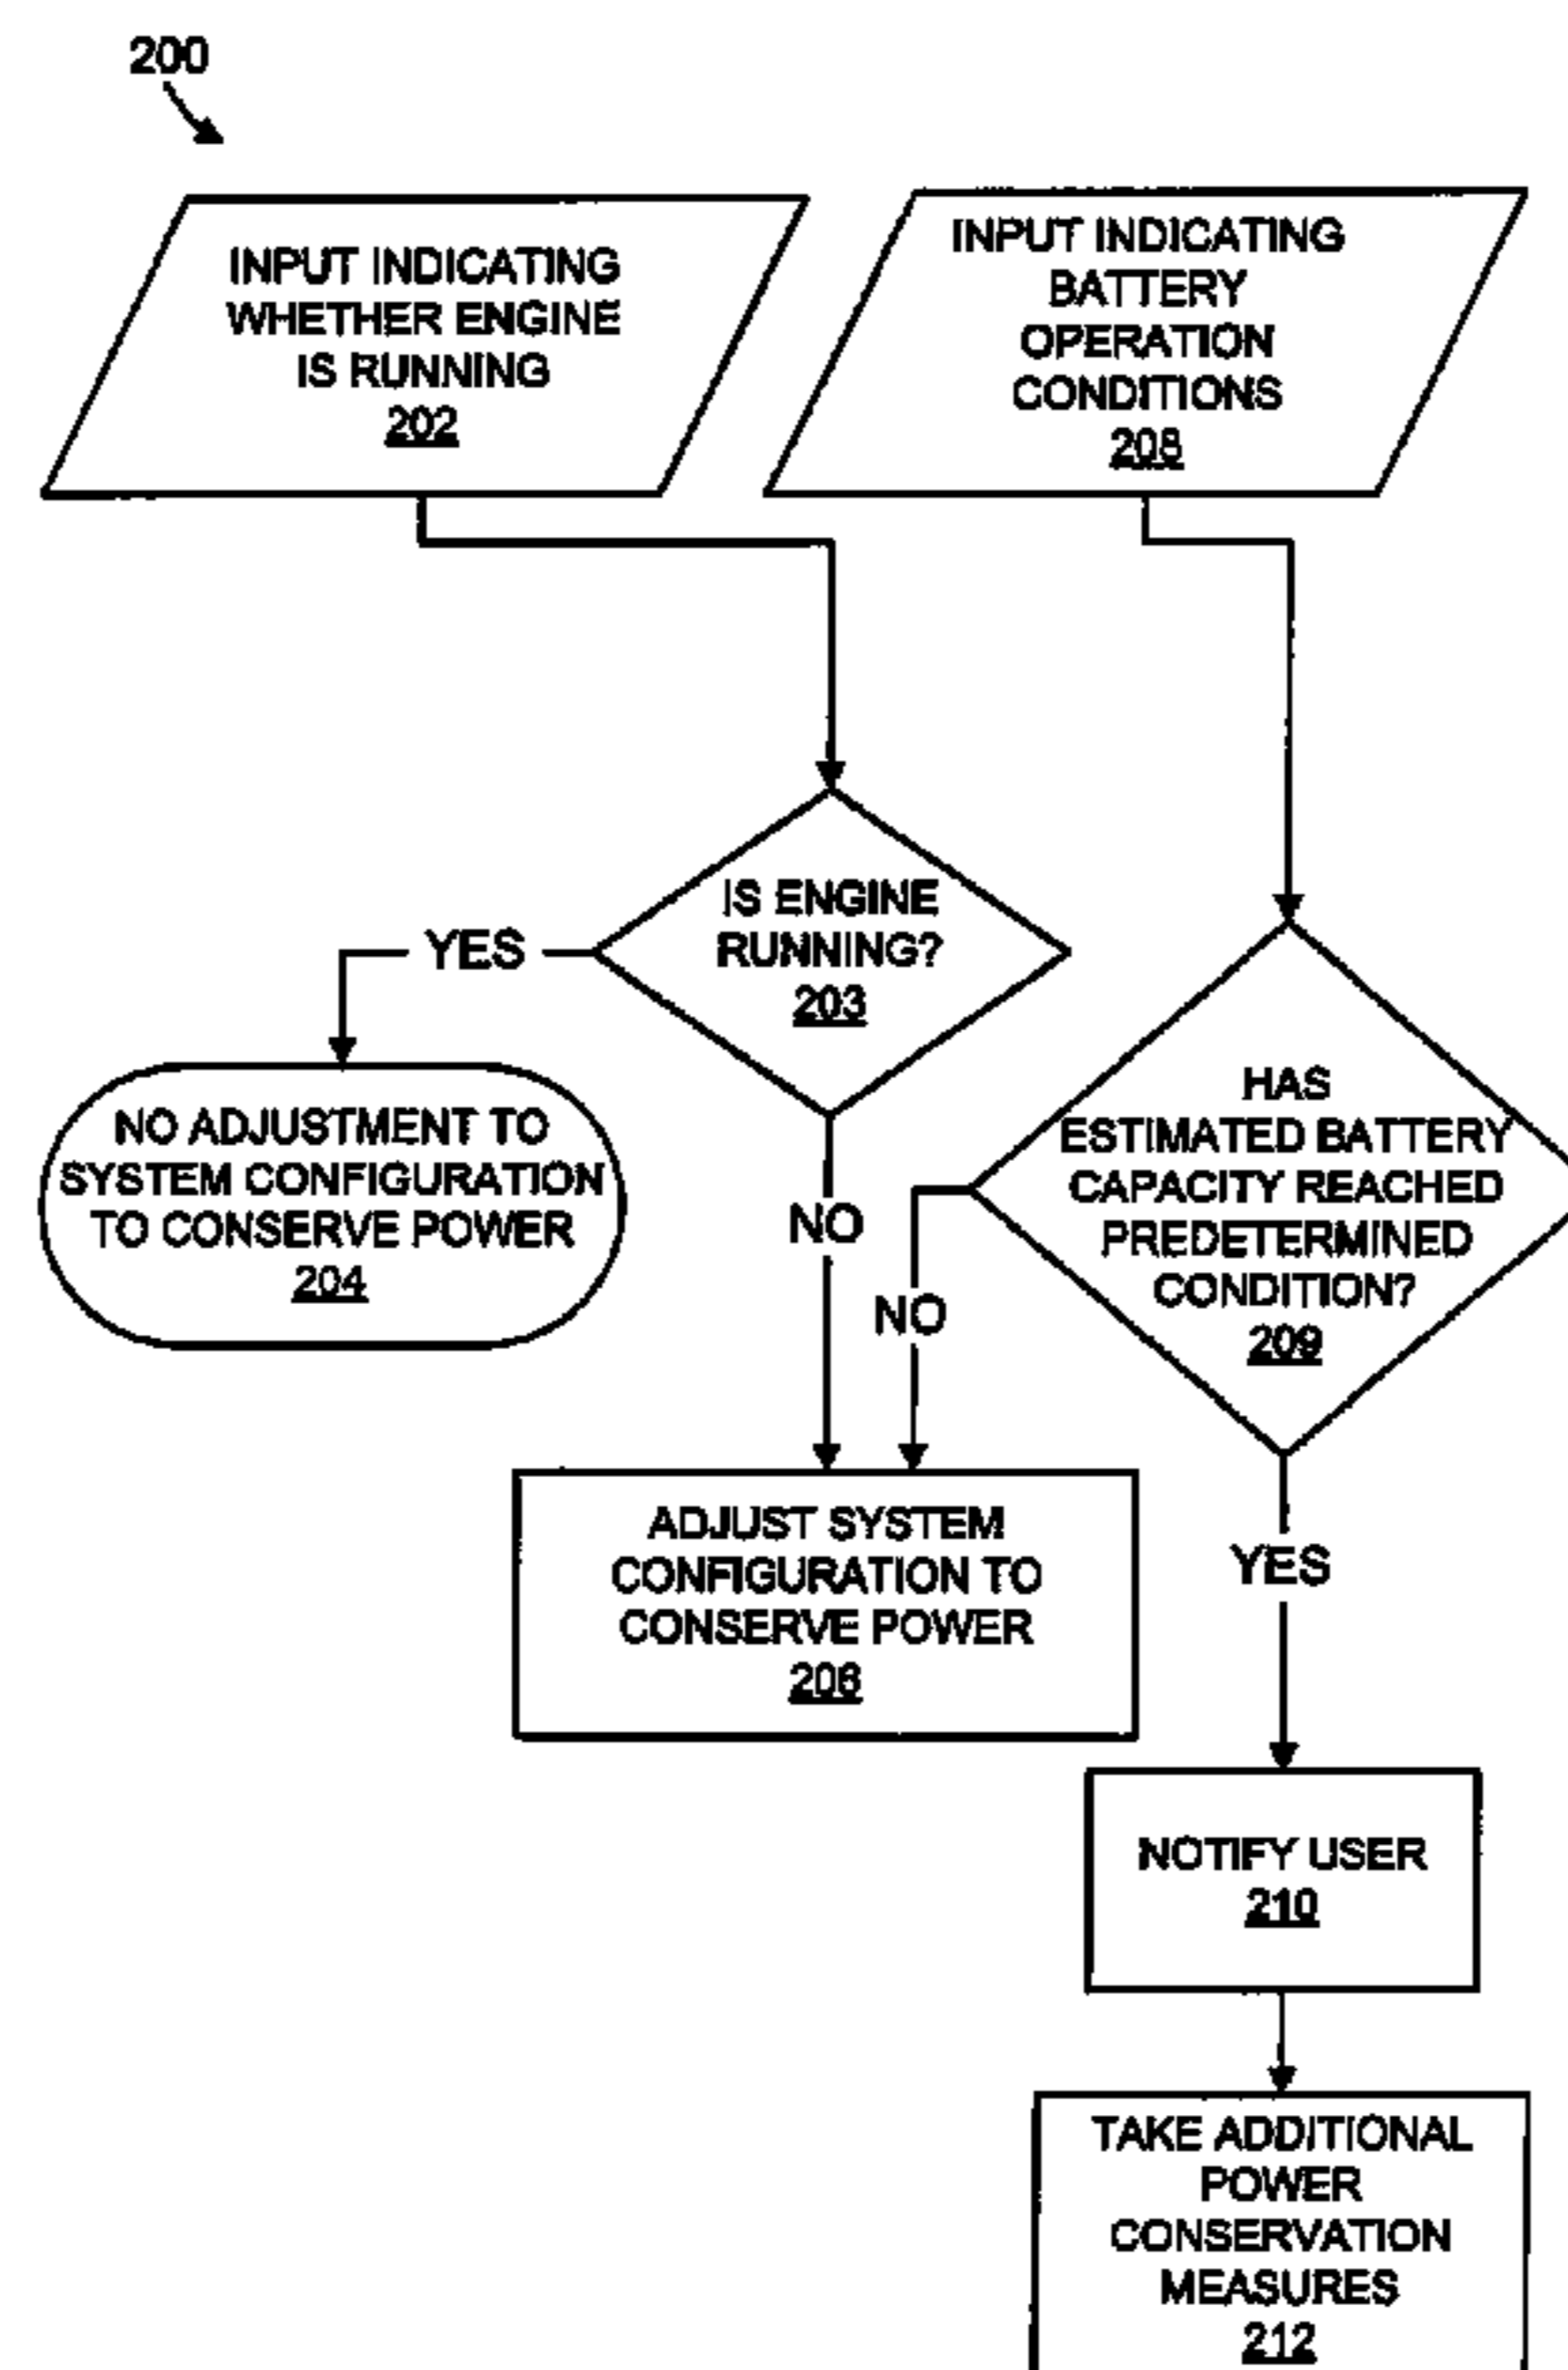 200
INPUT INDICATING
WHETHER ENGINE
IS RUNNING
202
INPUT INDICATING
BATTERY
OPERATION
CONDITIONS
208
IS ENGINE
RUNNING?
203
YES
NO ADJUSTMENT TO
SYSTEM CONFIGURATION
TO CONSERVE POWER
204
NO
HAS
ESTIMATED BATTERY
CAPACITY REACHED
PREDETERMINED
CONDITION?
209
NO
ADJUST SYSTEM
CONFIGURATION TO
CONSERVE POWER
206
YES
NOTIFY USER
210
TAKE ADDITIONAL
POWER
CONSERVATION
MEASURES
212